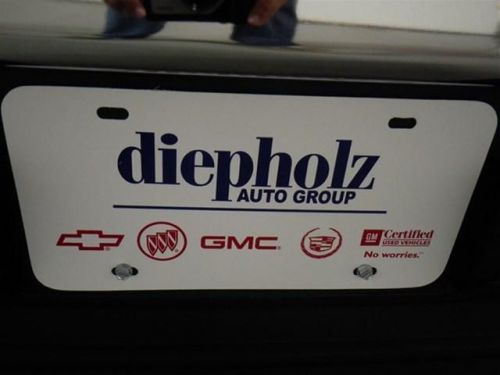 diepholz
AUTO GROUP
GMC
GM Certified
USED VEHICLES
No worries.